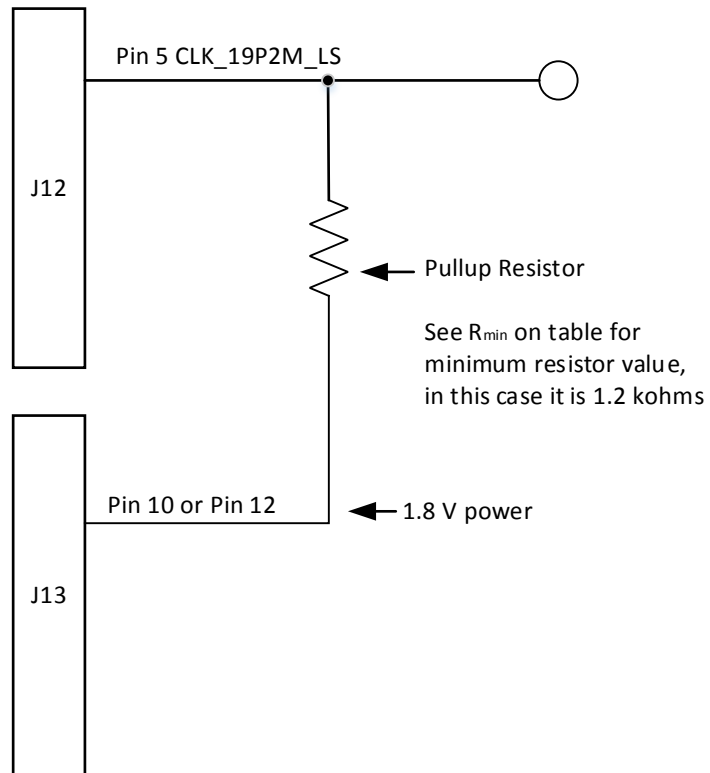 Pin 5 CLK_19P2M_LS
J12
Pullup Resistor
See Rmin on table for
minimum resistor value,
in this case it is 1.2 kohms
Pin 10 or Pin 12
1.8 V power
J13